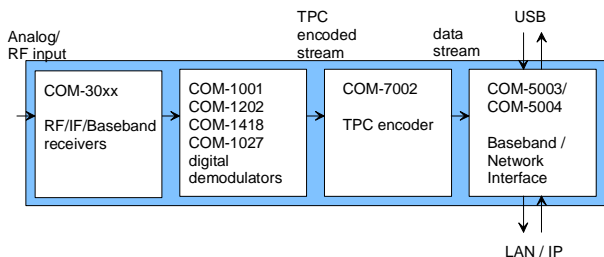 Analog/
RF input
TPC
encoded
stream
data
stream
USB
COM-30xx
RF/IF/Baseband
receivers
COM-1001
COM-1202
COM-1418
COM-1027
digital
demodulators
COM-7002
TPC encoder
COM-5003/
COM-5004
Baseband /
Network
Interface
LAN / IP